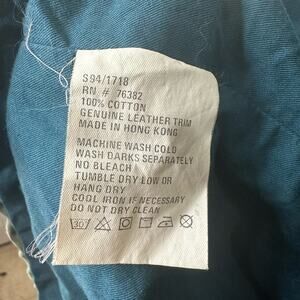 S94/1718
RN # 76382
100% COTTON
GENUINE LEATHER TRIM
MADE IN HONG KONG
MACHINE WASH COLD
WASH DARKS SEPARATELY
NO BLEACH
TUMBLE DRY LOW OR
HANG DRY
COOL IRON IF NECESSARY
DO NOT DRY CLEAN
30